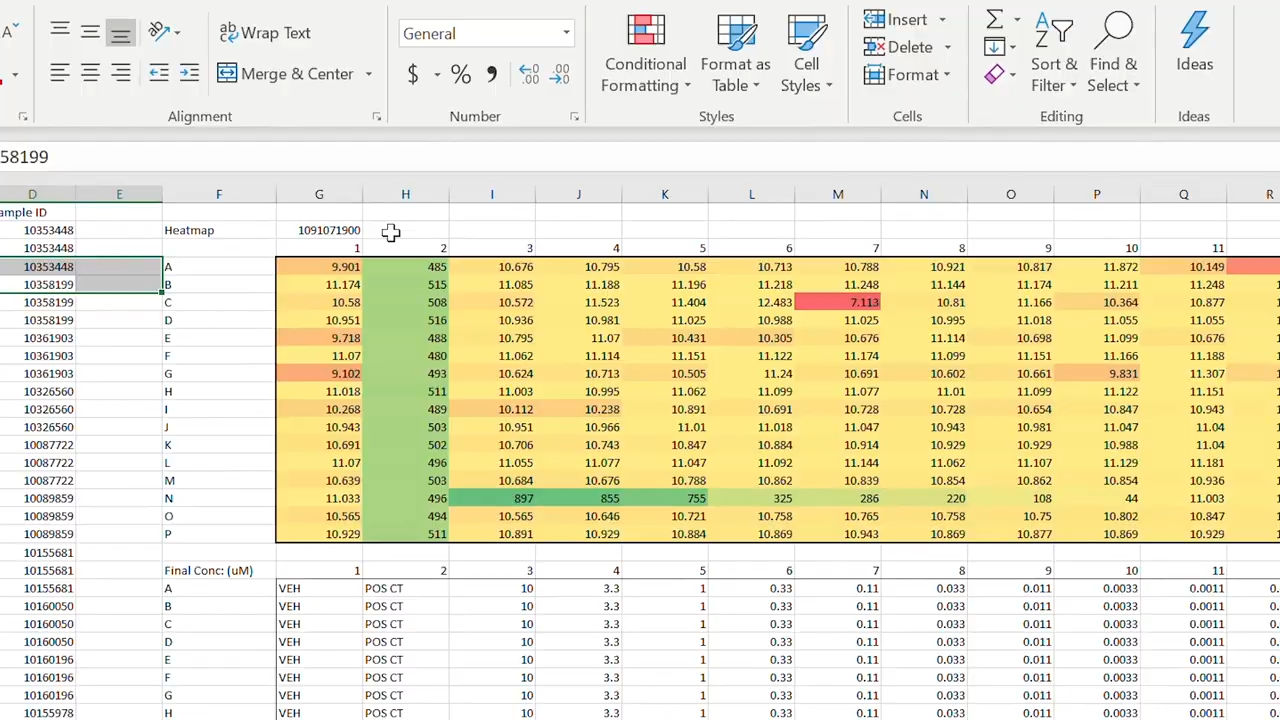 A
ab Wrap Text General Insert Σ A Z
Merge & Center $ % , .00 .00 Conditional Formatting Format as Table Cell Styles Delete Format Sort & Filter Find & Select Ideas
Alignment Number Styles Cells Editing Ideas
58199
D E F G H I J K L M N O P Q R
ample ID
10353448 Heatmap 1091071900
10353448 1 2 3 4 5 6 7 8 9 10 11
10353448 A 9.901 485 10.676 10.795 10.58 10.713 10.788 10.921 10.817 11.872 10.149
10358199 B 11.174 515 11.085 11.188 11.196 11.218 11.248 11.144 11.174 11.211 11.248 1
10358199 C 10.58 508 10.572 11.523 11.404 12.483 7.113 10.81 11.166 10.364 10.877 1
10358199 D 10.951 516 10.936 10.981 11.025 10.988 11.025 10.995 11.018 11.055 11.055 1
10361903 E 9.718 488 10.795 11.07 10.431 10.305 10.676 11.114 10.698 11.099 10.676 1
10361903 F 11.07 480 11.062 11.114 11.151 11.122 11.174 11.099 11.151 11.166 11.188 1
10361903 G 9.102 493 10.624 10.713 10.505 11.24 10.691 10.602 10.661 9.831 11.307 1
10326560 H 11.018 511 11.003 10.995 11.062 11.099 11.077 11.01 11.099 11.122 11.151 1
10326560 I 10.268 489 10.112 10.238 10.891 10.691 10.728 10.728 10.654 10.847 10.943 1
10326560 J 10.943 503 10.951 10.966 11.01 11.018 11.047 10.943 10.981 11.047 11.04 1
10087722 K 10.691 502 10.706 10.743 10.847 10.884 10.914 10.929 10.929 10.988 11.04 1
10087722 L 11.07 496 11.055 11.077 11.047 11.092 11.144 11.062 11.107 11.129 11.181 1
10087722 M 10.639 503 10.684 10.676 10.788 10.862 10.839 10.854 10.862 10.854 10.936 1
10089859 N 11.033 496 897 855 755 325 286 220 108 44 11.003 1
10089859 O 10.565 494 10.565 10.646 10.721 10.758 10.765 10.758 10.75 10.802 10.847 1
10089859 P 10.929 511 10.891 10.929 10.884 10.869 10.943 10.869 10.877 10.869 10.929 1
10155681
10155681 Final Conc: (uM) 1 2 3 4 5 6 7 8 9 10 11
10155681 A VEH POS CT 10 3.3 1 0.33 0.11 0.033 0.011 0.0033 0.0011 0.
10160050 B VEH POS CT 10 3.3 1 0.33 0.11 0.033 0.011 0.0033 0.0011 0.
10160050 C VEH POS CT 10 3.3 1 0.33 0.11 0.033 0.011 0.0033 0.0011 0.
10160050 D VEH POS CT 10 3.3 1 0.33 0.11 0.033 0.011 0.0033 0.0011 0.
10160196 E VEH POS CT 10 3.3 1 0.33 0.11 0.033 0.011 0.0033 0.0011 0.
10160196 F VEH POS CT 10 3.3 1 0.33 0.11 0.033 0.011 0.0033 0.0011 0.
10160196 G VEH POS CT 10 3.3 1 0.33 0.11 0.033 0.011 0.0033 0.0011 0.
10155978 H VEH POS CT 10 3.3 1 0.33 0.11 0.033 0.011 0.0033 0.0011 0.